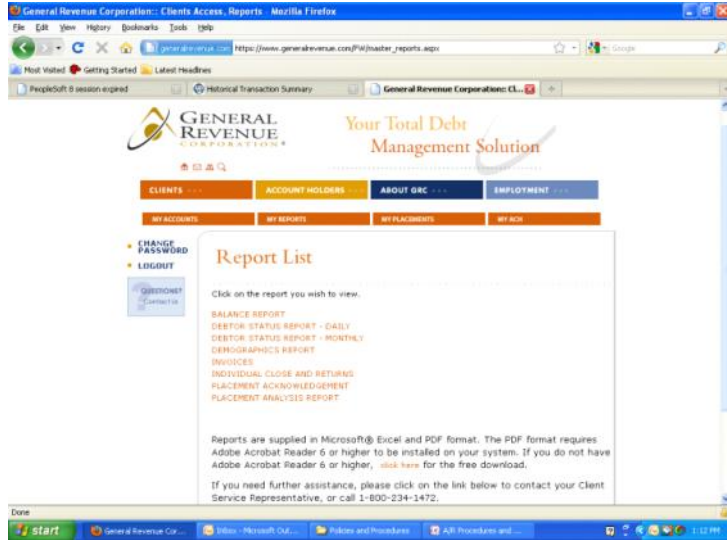 General Revenue Corporation:: Clients Access, Reports - Mozilla Firefox
File Edit View History Bookmarks Tools Help
generalrevenue.com https://www.generalrevenue.com/PW/master_reports.aspx
Google
Most Visited Getting Started Latest Headlines
PeopleSoft 8 session expired
Historical Transaction Summary
General Revenue Corporation: Cl...
GENERAL
REVENUE
CORPORATION
Your Total Debt
Management Solution
CLIENTS
ACCOUNT HOLDERS
ABOUT GRC
EMPLOYMENT
MY ACCOUNTS
MY REPORTS
MY PLACEMENTS
MY ACH
CHANGE
PASSWORD
LOGOUT
QUESTIONS?
Contact Us
Report List
Click on the report you wish to view.
BALANCE REPORT
DEBTOR STATUS REPORT - DAILY
DEBTOR STATUS REPORT - MONTHLY
DEMOGRAPHICS REPORT
INVOICES
INDIVIDUAL CLOSE AND RETURNS
PLACEMENT ACKNOWLEDGEMENT
PLACEMENT ANALYSIS REPORT
Reports are supplied in Microsoft® Excel and PDF format. The PDF format requires
Adobe Acrobat Reader 6 or higher to be installed on your system. If you do not have
Adobe Acrobat Reader 6 or higher, click here for the free download.
If you need further assistance, please click on the link below to contact your Client
Service Representative, or call 1-800-234-1472.
Done
start
General Revenue Cor...
Inbox - Microsoft Out...
Policies and Procedures
A/R Procedures and ...
1:12 PM